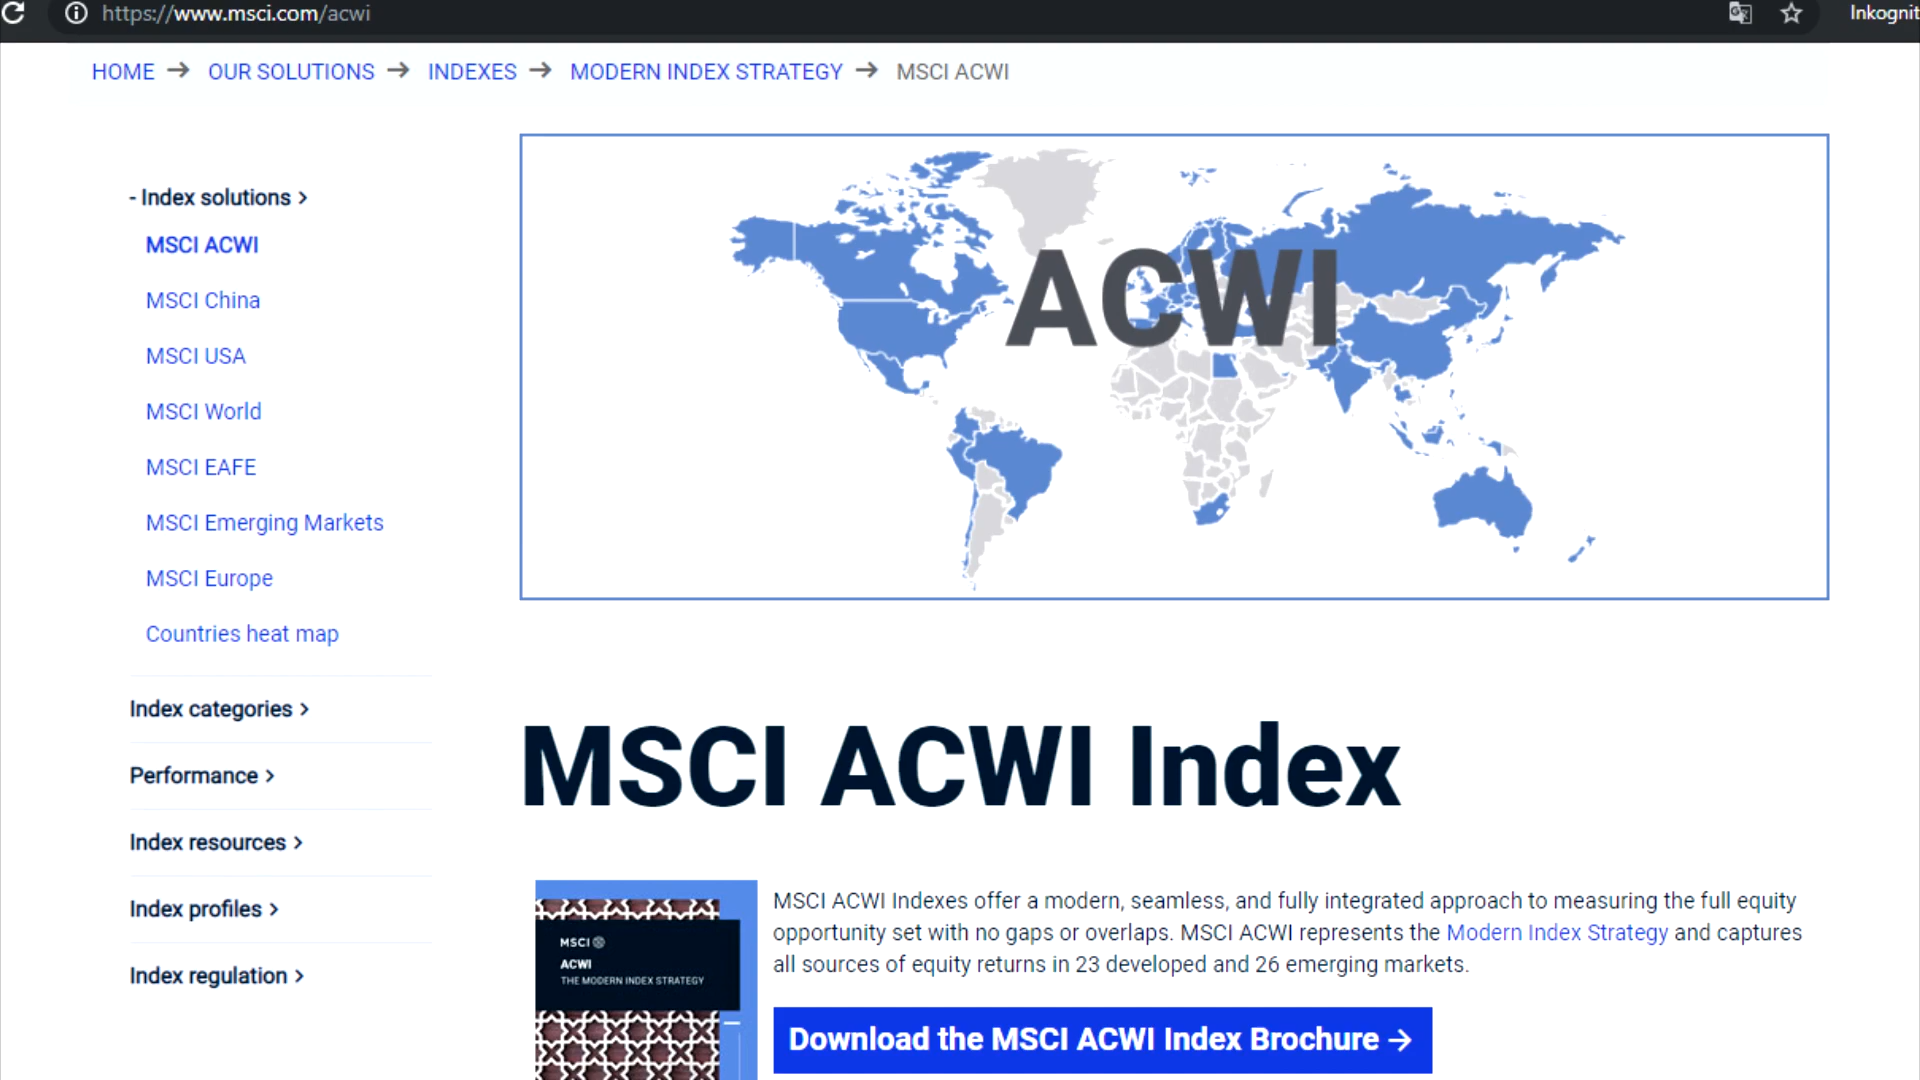 https://www.msci.com/acwi
Inkognit
HOME → OUR SOLUTIONS → INDEXES → MODERN INDEX STRATEGY → MSCI ACWI
- Index solutions >
MSCI ACWI
MSCI China
MSCI USA
MSCI World
MSCI EAFE
MSCI Emerging Markets
MSCI Europe
Countries heat map
Index categories >
Performance >
Index resources >
Index profiles >
Index regulation >
ACWI
MSCI ACWI Index
MSCI
ACWI
THE MODERN INDEX STRATEGY
MSCI ACWI Indexes offer a modern, seamless, and fully integrated approach to measuring the full equity
opportunity set with no gaps or overlaps. MSCI ACWI represents the Modern Index Strategy and captures
all sources of equity returns in 23 developed and 26 emerging markets.
Download the MSCI ACWI Index Brochure →